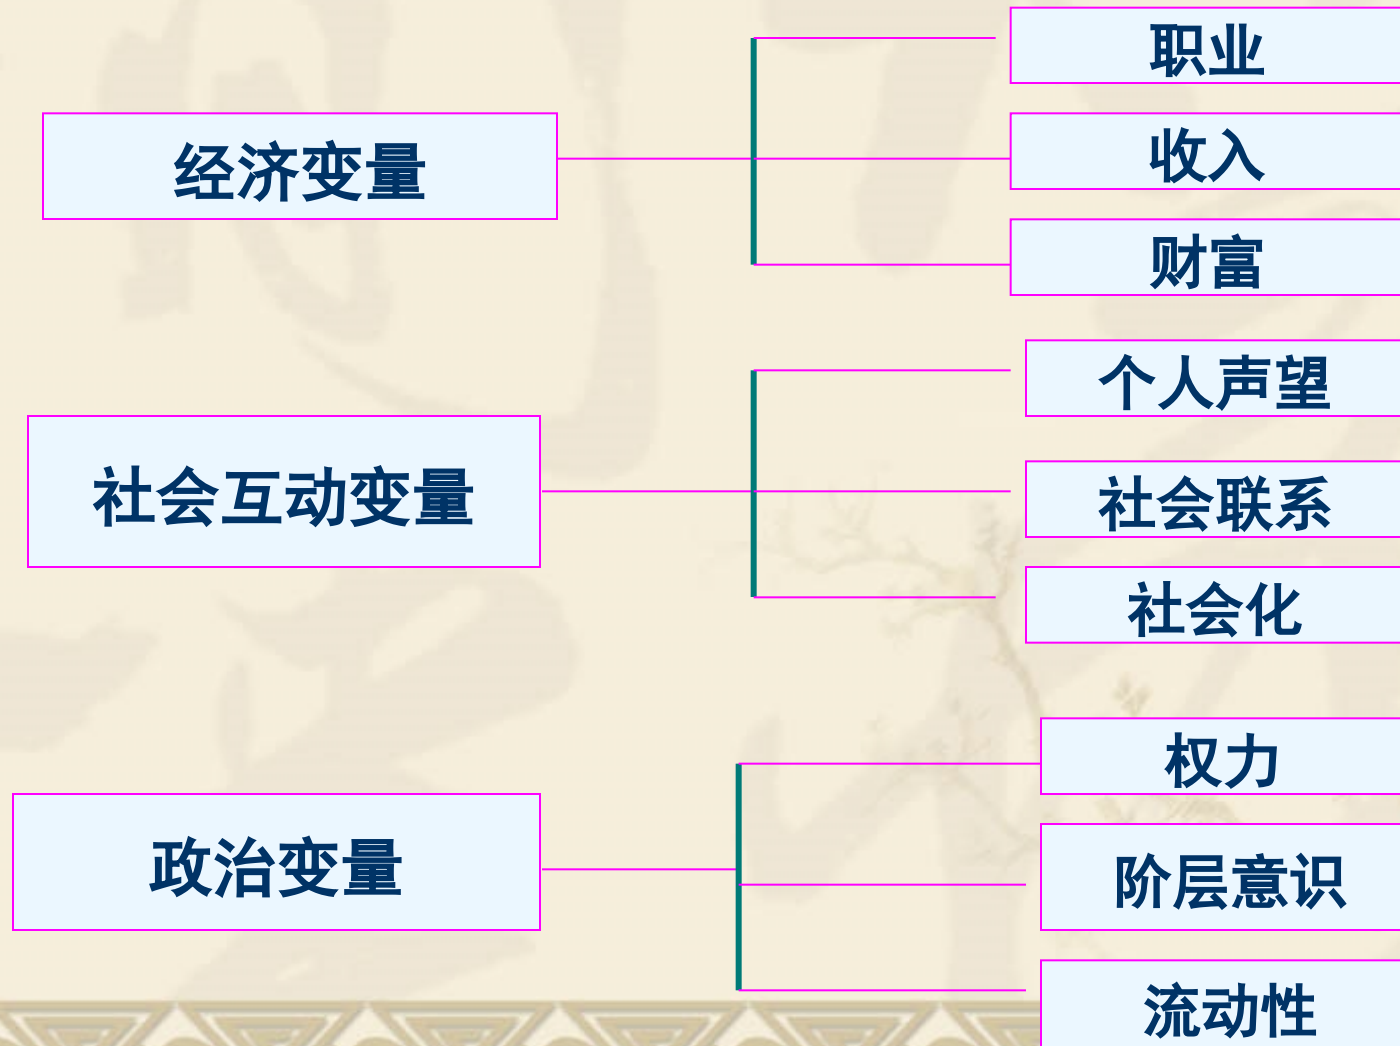 经济变量
职业
收入
财富
社会互动变量
个人声望
社会联系
社会化
政治变量
权力
阶层意识
流动性